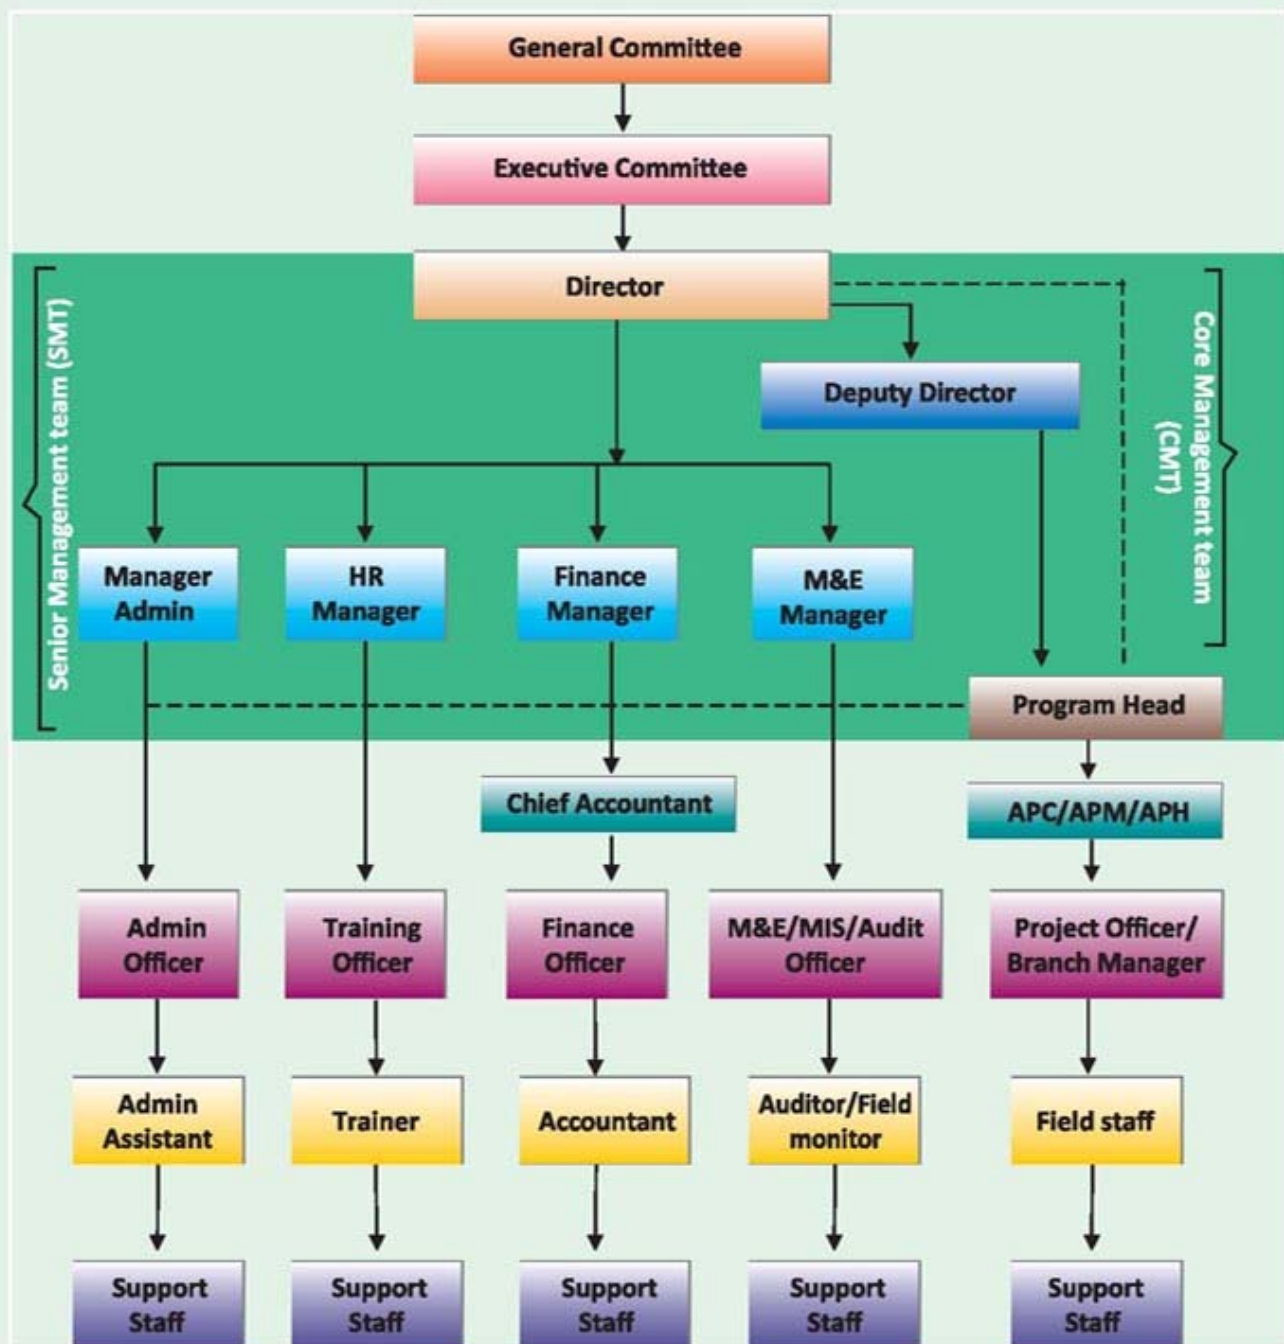 General Committee
Executive Committee
Director
Senior Management team (SMT)
Core Management team
(CMT)
Deputy Director
Manager
Admin
HR
Manager
Finance
Manager
M&E
Manager
Program Head
Chief Accountant
APC/APM/APH
Admin
Officer
Training
Officer
Finance
Officer
M&E/MIS/Audit
Officer
Project Officer/
Branch Manager
Admin
Assistant
Trainer
Accountant
Auditor/Field
monitor
Field staff
Support
Staff
Support
Staff
Support
Staff
Support
Staff
Support
Staff